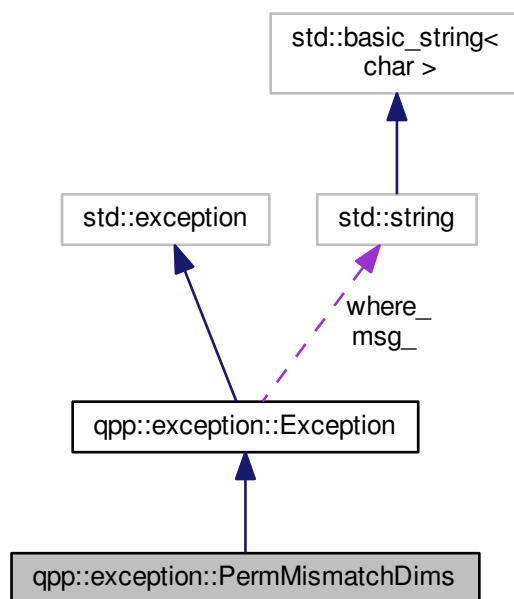 std::basic_string<
char >
std::exception
std::string
where_
msg_
qpp::exception::Exception
qpp::exception::PermMismatchDims